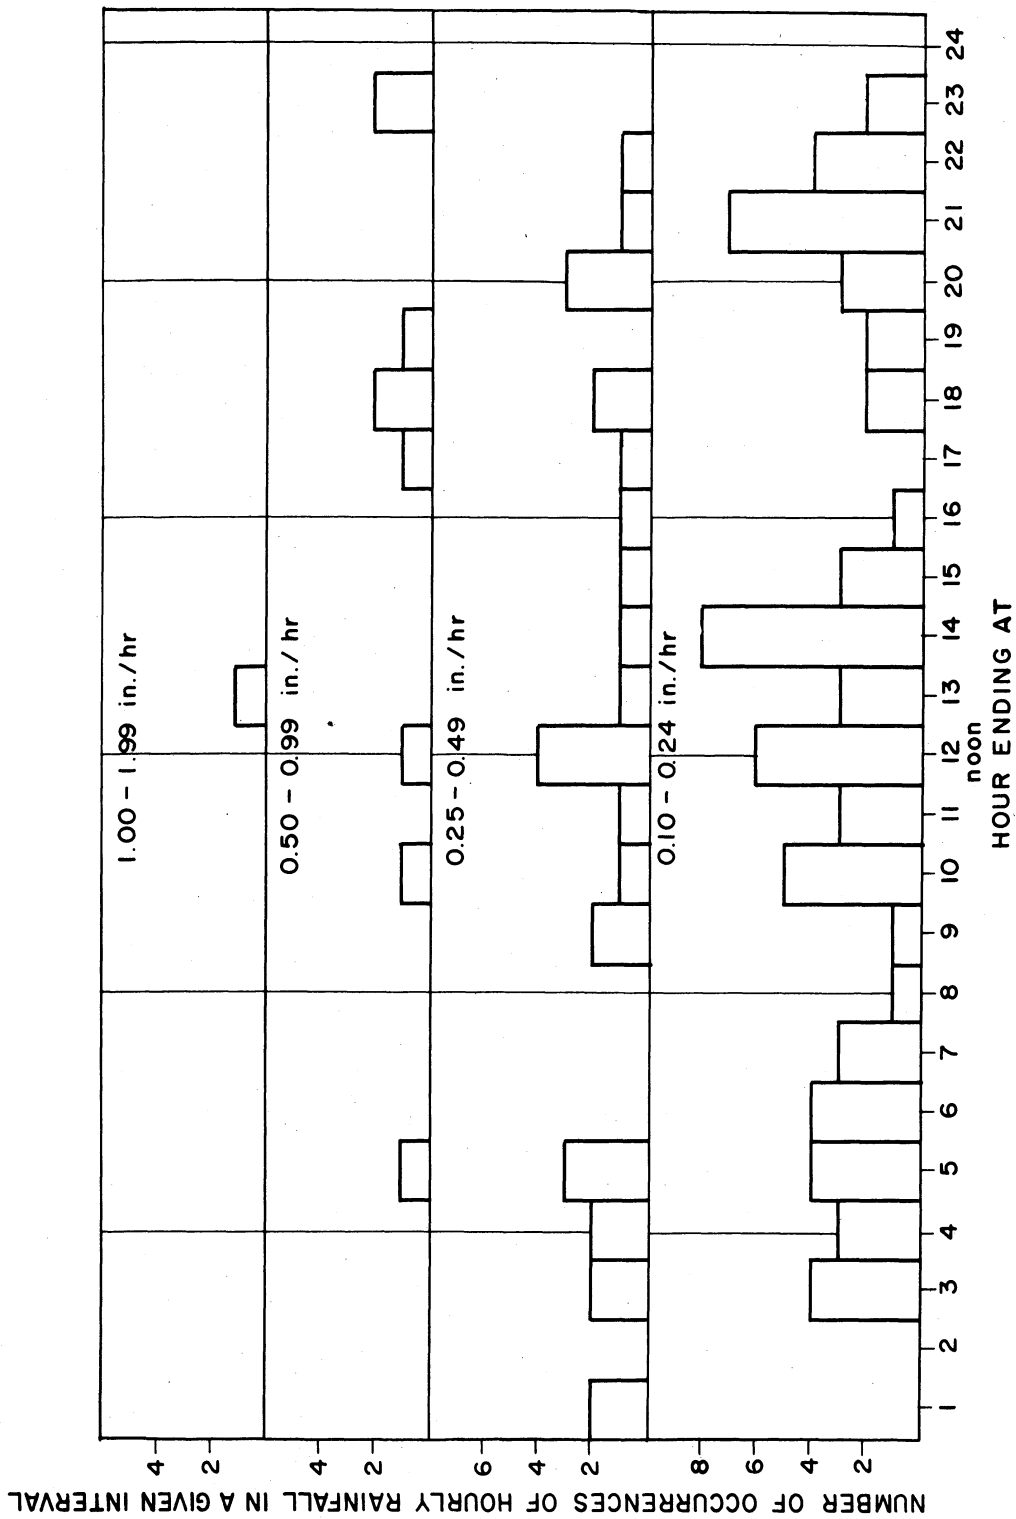 1.00 – 1.99 in./hr
0.50 – 0.99 in./hr
0.25 – 0.49 in./hr
0.10 – 0.24 in./hr
4
2
4
2
6
4
2
8
6
4
2
NUMBER OF OCCURRENCES OF HOURLY RAINFALL IN A GIVEN INTERVAL
1 2 3 4 5 6 7 8 9 10 11 12 13 14 15 16 17 18 19 20 21 22 23 24
noon
HOUR ENDING AT